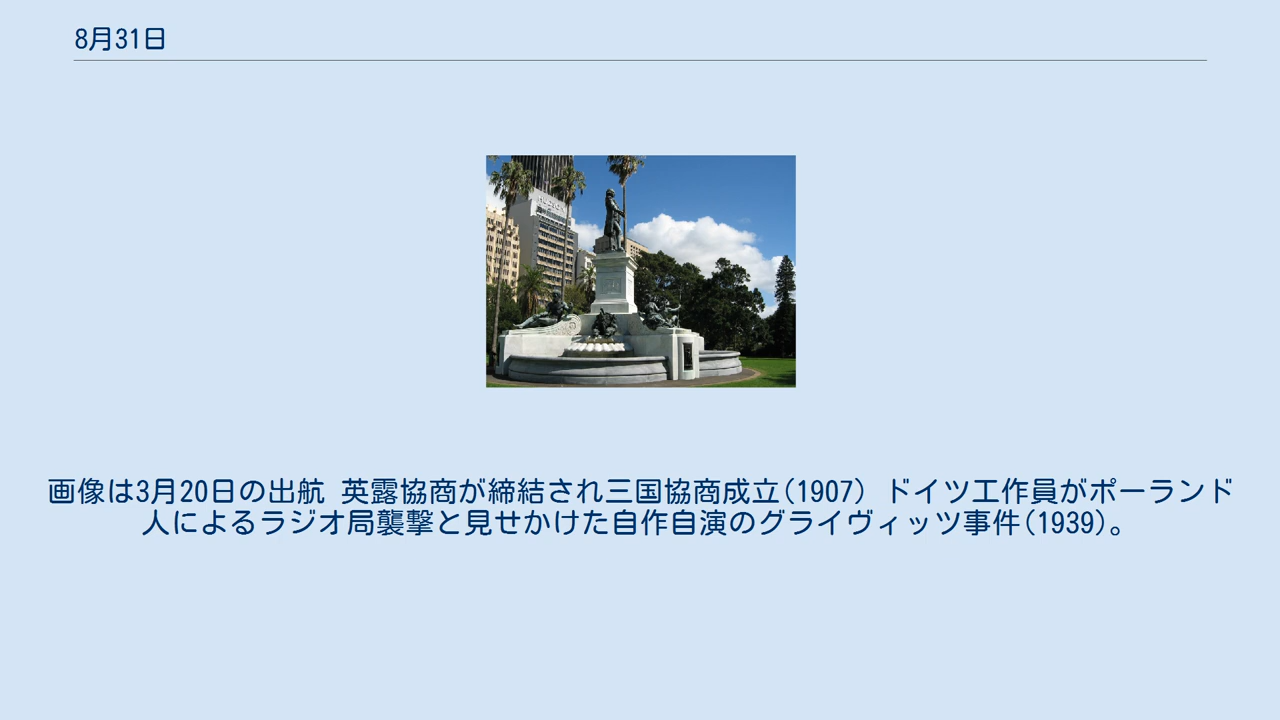 8月31日
画像は3月20日の出航 英露協商が締結され三国協商成立(1907) ドイツ工作員がポーランド
人によるラジオ局襲撃と見せかけた自作自演のグライヴィッツ事件(1939)。